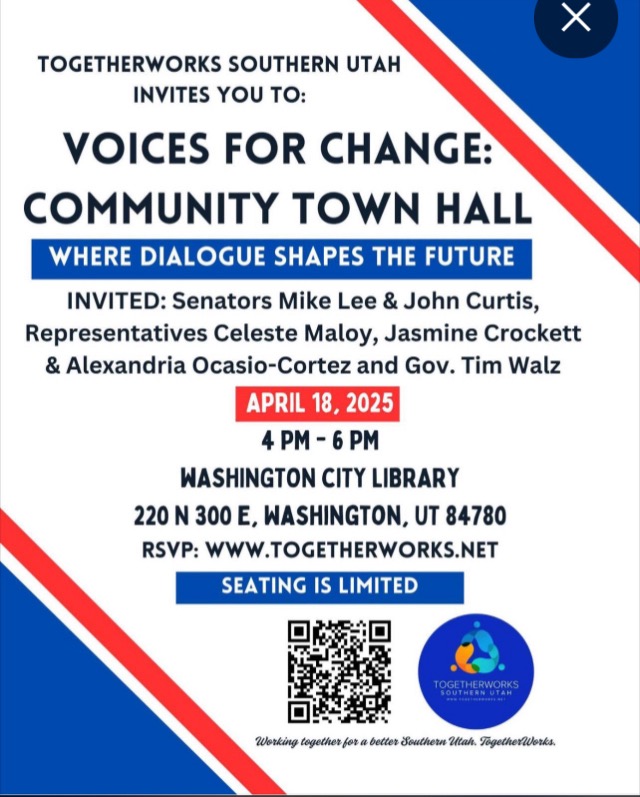 TOGETHERWORKS SOUTHERN UTAH
INVITES YOU TO:
VOICES FOR CHANGE:
COMMUNITY TOWN HALL
WHERE DIALOGUE SHAPES THE FUTURE
INVITED: Senators Mike Lee & John Curtis,
Representatives Celeste Maloy, Jasmine Crockett
& Alexandria Ocasio-Cortez and Gov. Tim Walz
APRIL 18, 2025
4 PM - 6 PM
WASHINGTON CITY LIBRARY
220 N 300 E, WASHINGTON, UT 84780
RSVP: WWW.TOGETHERWORKS.NET
SEATING IS LIMITED
TOGETHERWORKS
SOUTHERN UTAH
WWW.TOGETHERWORKS.NET
Working together for a better Southern Utah. TogetherWorks.